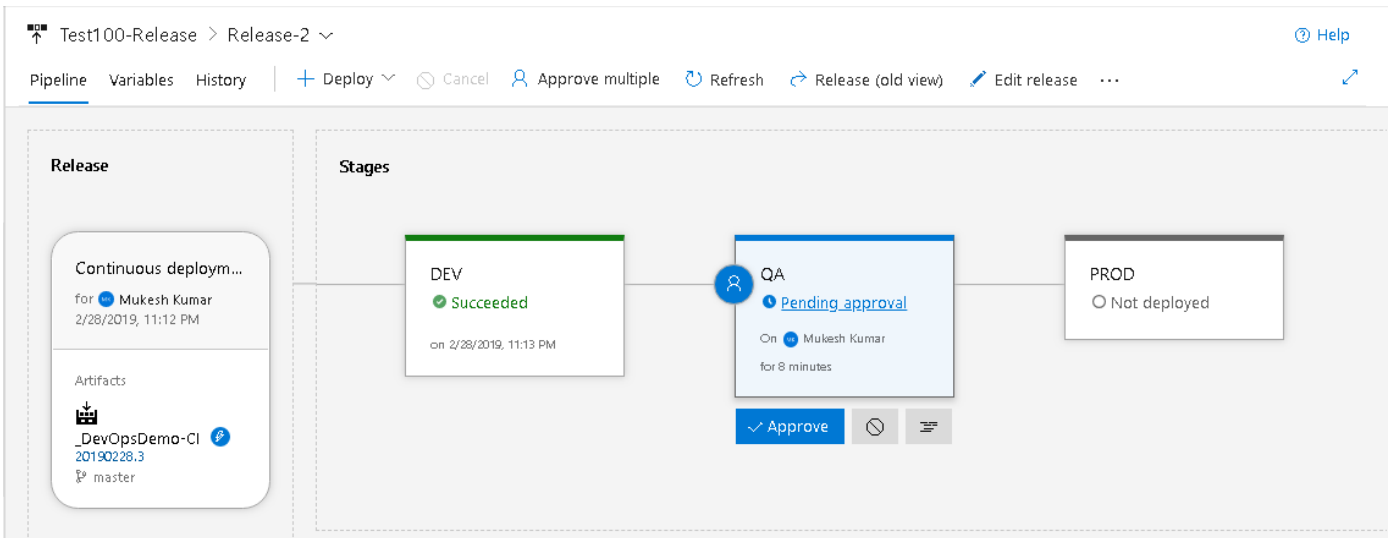 Test100-Release > Release-2
Help
Pipeline Variables History Deploy Cancel Approve multiple Refresh Release (old view) Edit release ...
Release
Stages
Continuous deploym...
for MK Mukesh Kumar
2/28/2019, 11:12 PM
Artifacts
_DevOpsDemo-CI
20190228.3
master
DEV
Succeeded
on 2/28/2019, 11:13 PM
QA
Pending approval
On MK Mukesh Kumar
for 8 minutes
Approve
PROD
Not deployed